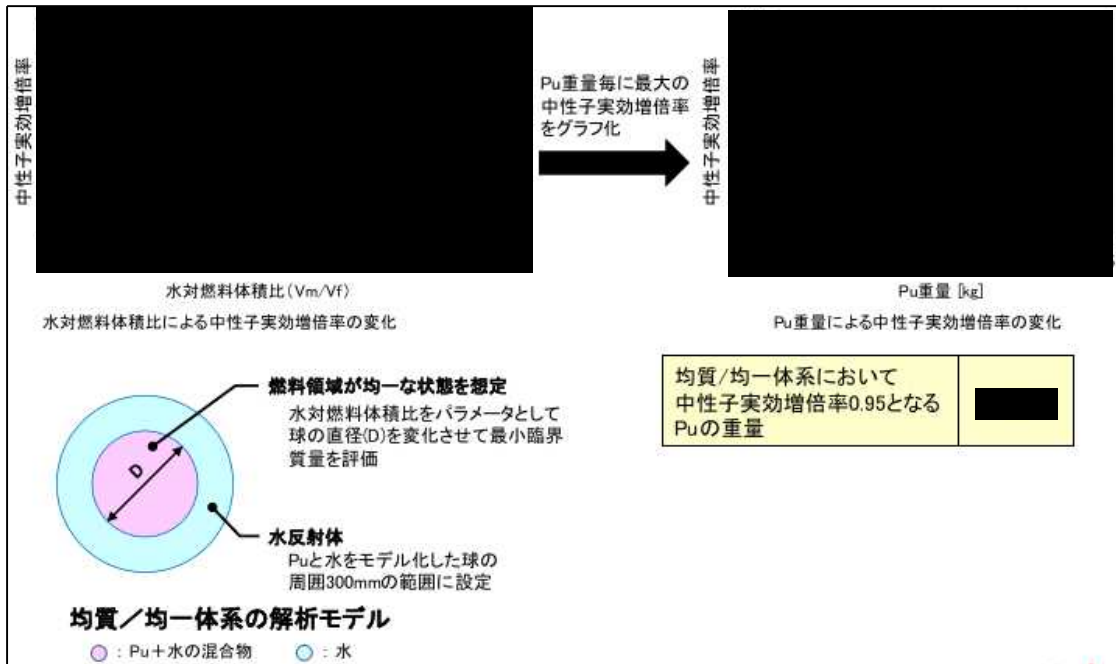 中性子実効増倍率
Pu重量毎に最大の
中性子実効増倍率
をグラフ化
中性子実効増倍率
水対燃料体積比(Vm/Vf)
水対燃料体積比による中性子実効増倍率の変化
Pu重量 [kg]
Pu重量による中性子実効増倍率の変化
燃料領域が均一な状態を想定
水対燃料体積比をパラメータとして
球の直径(D)を変化させて最小臨界
質量を評価
D
水反射体
Puと水をモデル化した球の
周囲300mmの範囲に設定
均質/均一体系において
中性子実効増倍率0.95となる
Puの重量
均質／均一体系の解析モデル
：Pu＋水の混合物
：水